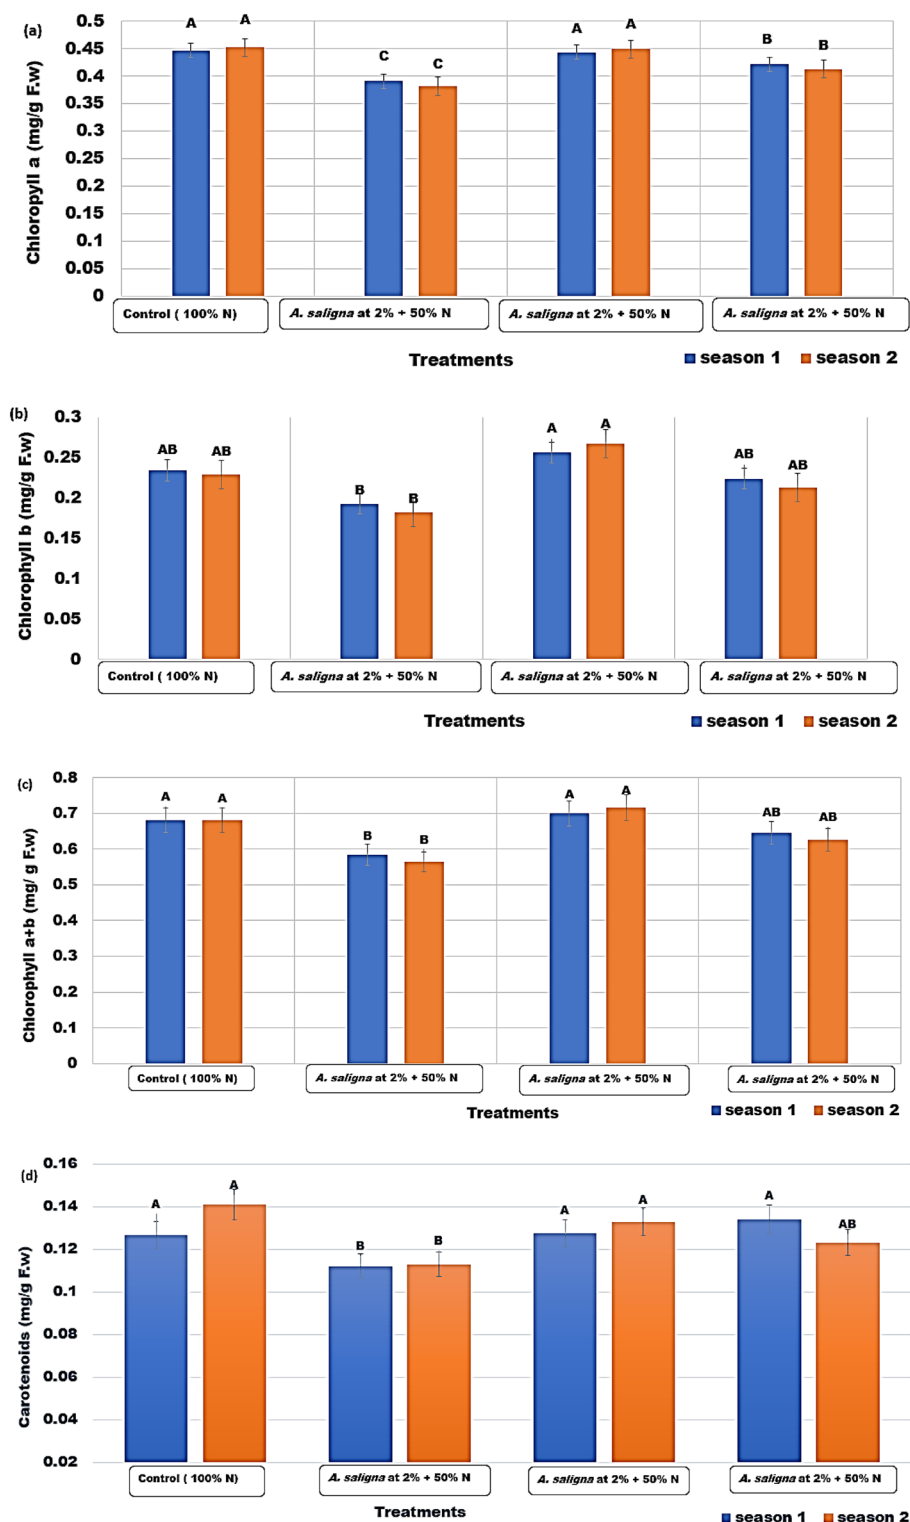 (a)
Chloropyll a (mg/g F.w)
0.5
0.45
0.4
0.35
0.3
0.25
0.2
0.15
0.1
0.05
0
A A C C A A B B
Control ( 100% N) A. saligna at 2% + 50% N A. saligna at 2% + 50% N A. saligna at 2% + 50% N
Treatments
season 1 season 2
(b)
Chlorophyll b (mg/g F.w)
0.3
0.25
0.2
0.15
0.1
0.05
0
AB AB B B A A AB AB
Control ( 100% N) A. saligna at 2% + 50% N A. saligna at 2% + 50% N A. saligna at 2% + 50% N
Treatments
season 1 season 2
(c)
Chlorophyll a+b (mg/ g F.w)
0.8
0.7
0.6
0.5
0.4
0.3
0.2
0.1
0
A A B B A A AB AB
Control ( 100% N) A. saligna at 2% + 50% N A. saligna at 2% + 50% N A. saligna at 2% + 50% N
Treatments
season 1 season 2
(d)
Carotenoids (mg/g F.w)
0.16
0.14
0.12
0.1
0.08
0.06
0.04
0.02
A A B B A A A AB
Control ( 100% N) A. saligna at 2% + 50% N A. saligna at 2% + 50% N A. saligna at 2% + 50% N
Treatments
season 1 season 2